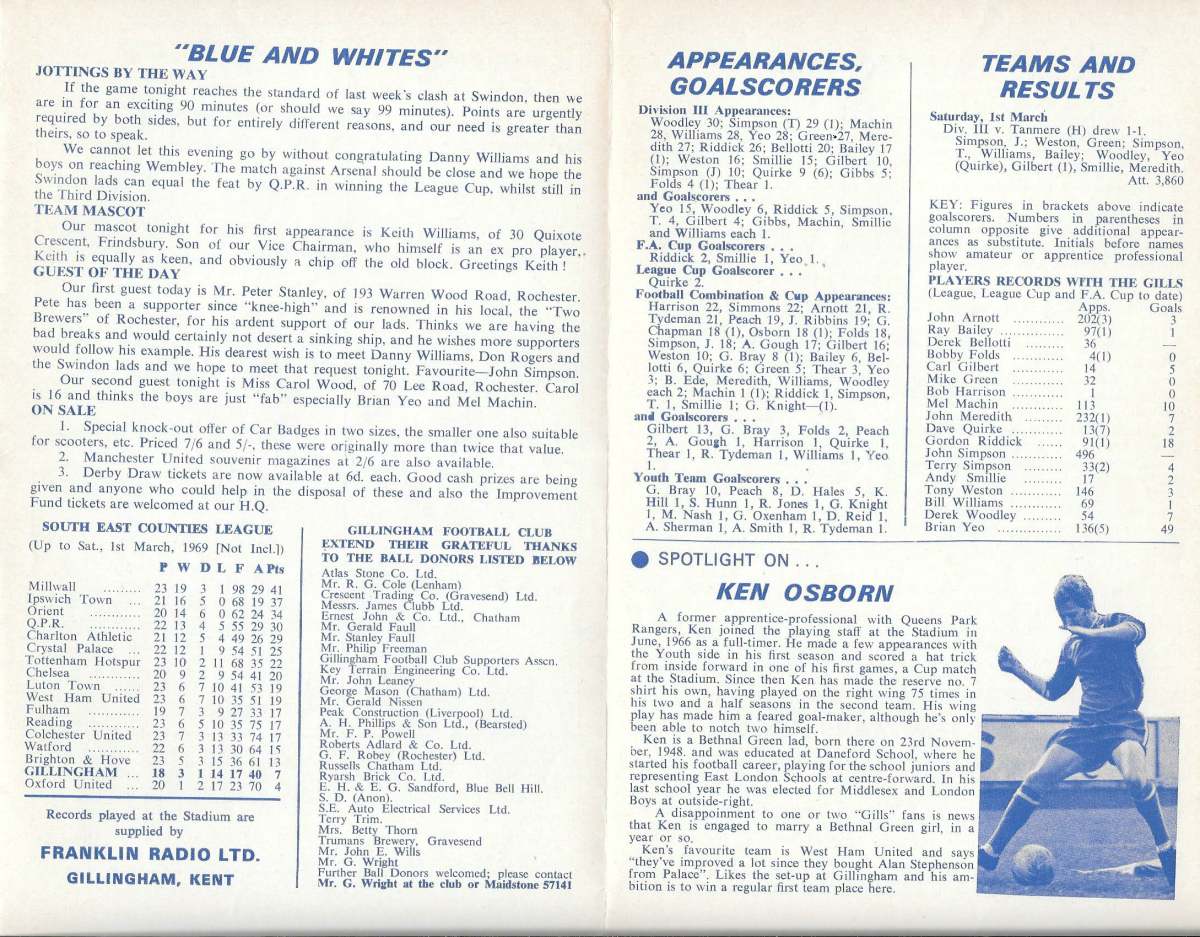 "BLUE AND WHITES"
JOTTINGS BY THE WAY
If the game tonight reaches the standard of last week's clash at Swindon, then we
are in for an exciting 90 minutes (or should we say 99 minutes). Points are urgently
required by both sides, but for entirely different reasons, and our need is greater than
theirs, so to speak.
We cannot let this evening go by without congratulating Danny Williams and his
boys on reaching Wembley. The match against Arsenal should be close and we hope the
Swindon lads can equal the feat by Q.P.R. in winning the League Cup, whilst still in
the Third Division.
TEAM MASCOT
Our mascot tonight for his first appearance is Keith Williams, of 30 Quixote
Crescent, Frindsbury. Son of our Vice Chairman, who himself is an ex pro player,
Keith is equally as keen, and obviously a chip off the old block. Greetings Keith !
GUEST OF THE DAY
Our first guest today is Mr. Peter Stanley, of 193 Warren Wood Road, Rochester.
Pete has been a supporter since "knee-high" and is renowned in his local, the "Two
Brewers" of Rochester, for his ardent support of our lads. Thinks we are having the
bad breaks and would certainly not desert a sinking ship, and he wishes more supporters
would follow his example. His dearest wish is to meet Danny Williams, Don Rogers and
the Swindon lads and we hope to meet that request tonight. Favourite—John Simpson.
Our second guest tonight is Miss Carol Wood, of 70 Lee Road, Rochester. Carol
is 16 and thinks the boys are just "fab" especially Brian Yeo and Mel Machin.
ON SALE
1. Special knock-out offer of Car Badges in two sizes, the smaller one also suitable
for scooters, etc. Priced 7/6 and 5/-, these were originally more than twice that value.
2. Manchester United souvenir magazines at 2/6 are also available.
3. Derby Draw tickets are now available at 6d. each. Good cash prizes are being
given and anyone who could help in the disposal of these and also the Improvement
Fund tickets are welcomed at our H.Q.
SOUTH EAST COUNTIES LEAGUE
(Up to Sat., 1st March, 1969 [Not Incl.])
P W D L F A Pts
Millwall ......... 23 19 3 1 98 29 41
Ipswich Town ... 21 16 5 0 68 19 37
Orient ............ 20 14 6 0 62 24 34
Q.P.R. ............ 22 13 4 5 55 29 30
Charlton Athletic 21 12 5 4 49 26 29
Crystal Palace ... 22 12 1 9 54 51 25
Tottenham Hotspur 23 10 2 11 68 35 22
Chelsea ............ 20 9 2 9 54 41 20
Luton Town ...... 23 6 7 10 41 53 19
West Ham United 23 6 7 10 35 51 19
Fulham ............ 19 7 3 9 27 33 17
Reading ............ 23 6 5 10 35 75 17
Colchester United 23 7 3 13 33 74 17
Watford ............ 22 6 3 13 30 64 15
Brighton & Hove 23 5 3 15 36 61 13
GILLINGHAM ... 18 3 1 14 17 40 7
Oxford United ... 20 1 2 17 23 70 4
Records played at the Stadium are
supplied by
FRANKLIN RADIO LTD.
GILLINGHAM, KENT
GILLINGHAM FOOTBALL CLUB
EXTEND THEIR GRATEFUL THANKS
TO THE BALL DONORS LISTED BELOW
Atlas Stone Co. Ltd.
Mr. R. G. Cole (Lenham)
Crescent Trading Co. (Gravesend) Ltd.
Messrs. James Clubb Ltd.
Ernest John & Co. Ltd., Chatham
Mr. Gerald Faull
Mr. Stanley Faull
Mr. Philip Freeman
Gillingham Football Club Supporters Asscn.
Key Terrain Engineering Co. Ltd.
Mr. John Leaney
George Mason (Chatham) Ltd.
Mr. Gerald Nissen
Peak Construction (Liverpool) Ltd.
A. H. Phillips & Son Ltd., (Bearsted)
Mr. F. P. Powell
Roberts Adlard & Co. Ltd.
G. F. Robey (Rochester) Ltd.
Russells Chatham Ltd.
Ryarsh Brick Co. Ltd.
E. H. & E. G. Sandford, Blue Bell Hill.
S. D. (Anon).
S.E. Auto Electrical Services Ltd.
Terry Trim.
Mrs. Betty Thorn
Trumans Brewery, Gravesend
Mr. John E. Wills
Mr. G. Wright
Further Ball Donors welcomed; please contact
Mr. G. Wright at the club or Maidstone 57141
APPEARANCES,
GOALSCORERS
Division III Appearances:
Woodley 30; Simpson (T) 29 (1); Machin
28, Williams 28, Yeo 28; Green 27, Mere-
dith 27; Riddick 26; Bellotti 20; Bailey 17
(1); Weston 16; Smillie 15; Gilbert 10,
Simpson (J) 10; Quirke 9 (6); Gibbs 5;
Folds 4 (1); Thear 1.
and Goalscorers . . .
Yeo 15, Woodley 6, Riddick 5, Simpson,
T. 4, Gilbert 4; Gibbs, Machin, Smillie
and Williams each 1.
F.A. Cup Goalscorers . . .
Riddick 2, Smillie 1, Yeo 1.
League Cup Goalscorer . . .
Quirke 2.
Football Combination & Cup Appearances:
Harrison 22, Simmons 22; Arnott 21, R.
Tydeman 21, Peach 19, J. Ribbins 19; G.
Chapman 18 (1), Osborn 18 (1); Folds 18,
Simpson, J. 18; A. Gough 17; Gilbert 16;
Weston 10; G. Bray 8 (1); Bailey 6, Bel-
lotti 6, Quirke 6; Green 5; Thear 3, Yeo
3; B. Ede, Meredith, Williams, Woodley
each 2; Machin 1 (1); Riddick 1, Simpson,
T. 1, Smillie 1; G. Knight—(1).
and Goalscorers . . .
Gilbert 13, G. Bray 3, Folds 2, Peach
2, A. Gough 1, Harrison 1, Quirke 1,
Thear 1, R. Tydeman 1, Williams 1, Yeo
1.
Youth Team Goalscorers . . .
G. Bray 10, Peach 8, D. Hales 5, K.
Hill 1, S. Hunn 1, R. Jones 1, G. Knight
1, M. Nash 1, G. Oxenham 1, D. Reid 1,
A. Sherman 1, A. Smith 1, R. Tydeman 1.
TEAMS AND
RESULTS
Saturday, 1st March
Div. III v. Tanmere (H) drew 1-1.
Simpson, J.; Weston, Green; Simpson,
T., Williams, Bailey; Woodley, Yeo
(Quirke), Gilbert (1), Smillie, Meredith.
Att. 3,860
KEY: Figures in brackets above indicate
goalscorers. Numbers in parentheses in
column opposite give additional appear-
ances as substitute. Initials before names
show amateur or apprentice professional
player.
PLAYERS RECORDS WITH THE GILLS
(League, League Cup and F.A. Cup to date)
Apps. Goals
John Arnott ............ 202(3) 3
Ray Bailey ............ 97(1) 1
Derek Bellotti ......... 36 —
Bobby Folds ............ 4(1) 0
Carl Gilbert ............ 14 5
Mike Green ............ 32 0
Bob Harrison ............ 1 0
Mel Machin ............ 113 10
John Meredith ......... 232(1) 7
Dave Quirke ............ 13(7) 2
Gordon Riddick ...... 91(1) 18
John Simpson ......... 496 —
Terry Simpson ......... 33(2) 4
Andy Smillie ............ 17 2
Tony Weston ............ 146 3
Bill Williams ............ 69 1
Derek Woodley ......... 54 7
Brian Yeo ............ 136(5) 49
SPOTLIGHT ON . . .
KEN OSBORN
A former apprentice-professional with Queens Park
Rangers, Ken joined the playing staff at the Stadium in
June, 1966 as a full-timer. He made a few appearances with
the Youth side in his first season and scored a hat trick
from inside forward in one of his first games, a Cup match
at the Stadium. Since then Ken has made the reserve no. 7
shirt his own, having played on the right wing 75 times in
his two and a half seasons in the second team. His wing
play has made him a feared goal-maker, although he's only
been able to notch two himself.
Ken is a Bethnal Green lad, born there on 23rd Novem-
ber, 1948. and was educated at Daneford School, where he
started his football career, playing for the school juniors and
representing East London Schools at centre-forward. In his
last school year he was elected for Middlesex and London
Boys at outside-right.
A disappointment to one or two "Gills" fans is news
that Ken is engaged to marry a Bethnal Green girl, in a
year or so.
Ken's favourite team is West Ham United and says
"they've improved a lot since they bought Alan Stephenson
from Palace". Likes the set-up at Gillingham and his am-
bition is to win a regular first team place here.